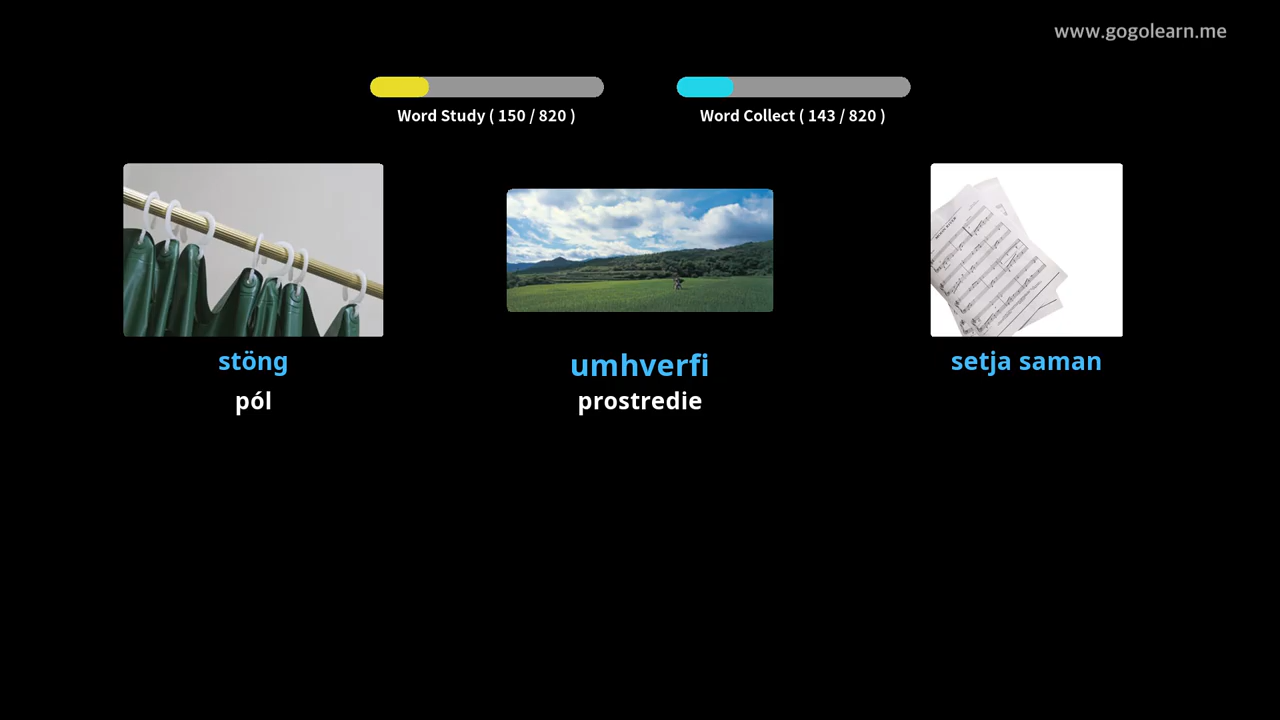 www.gogolearn.me
Word Study ( 150 / 820 )
Word Collect ( 143 / 820 )
stöng
pól
umhverfi
prostredie
setja saman